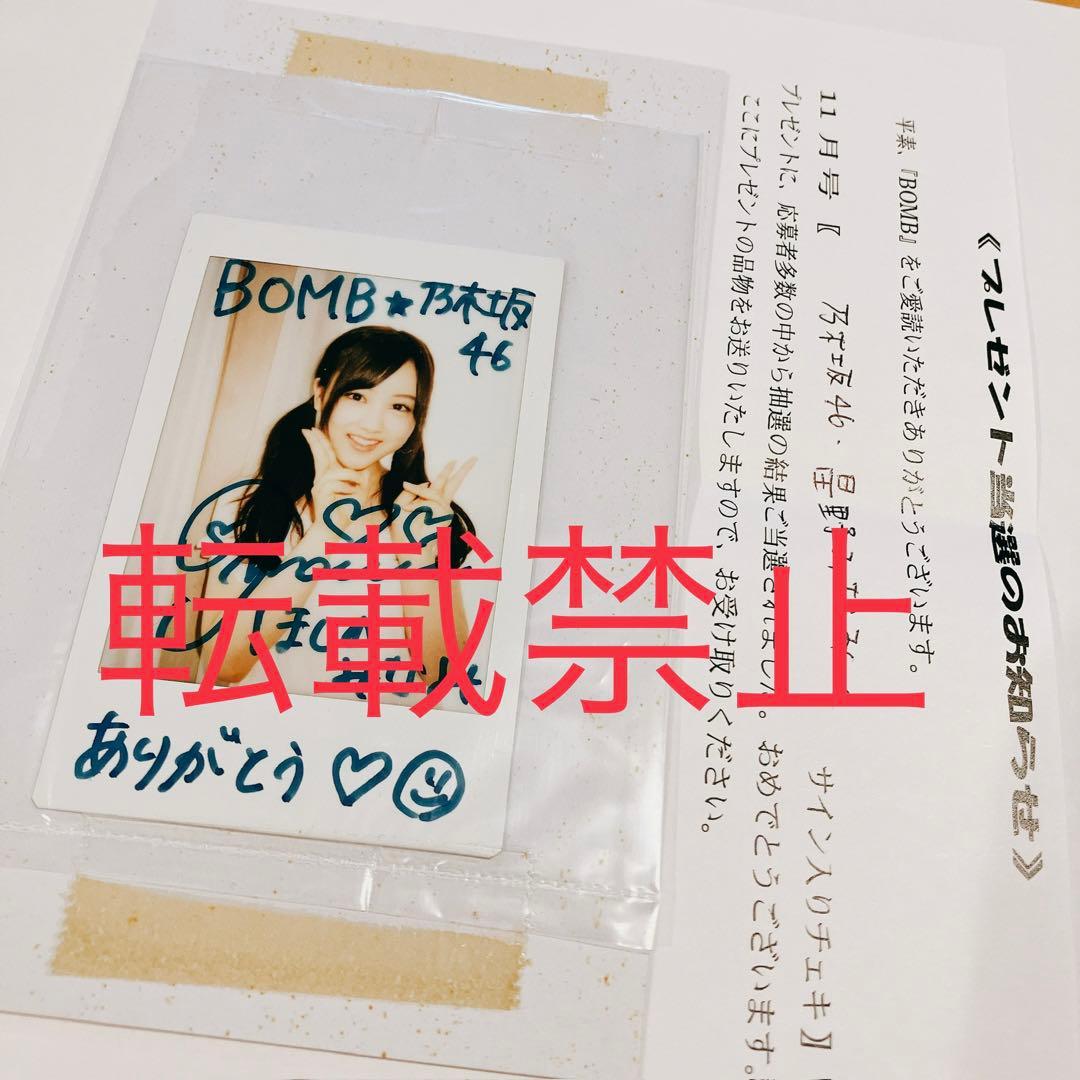 BOMB★乃木坂
46
ました
ありがとう♡
転載禁止
《プレゼント当選のお知らせ》
平素、『BOMB』をご愛読いただきありがとうございます。
11月号〖 乃木坂46・星野 サイン入りチェキ〗
プレゼントに、応募者多数の中から抽選の結果ご当選されました。おめでとうございます。
ここにプレゼントの品物をお送りいたしますので、お受け取りください。